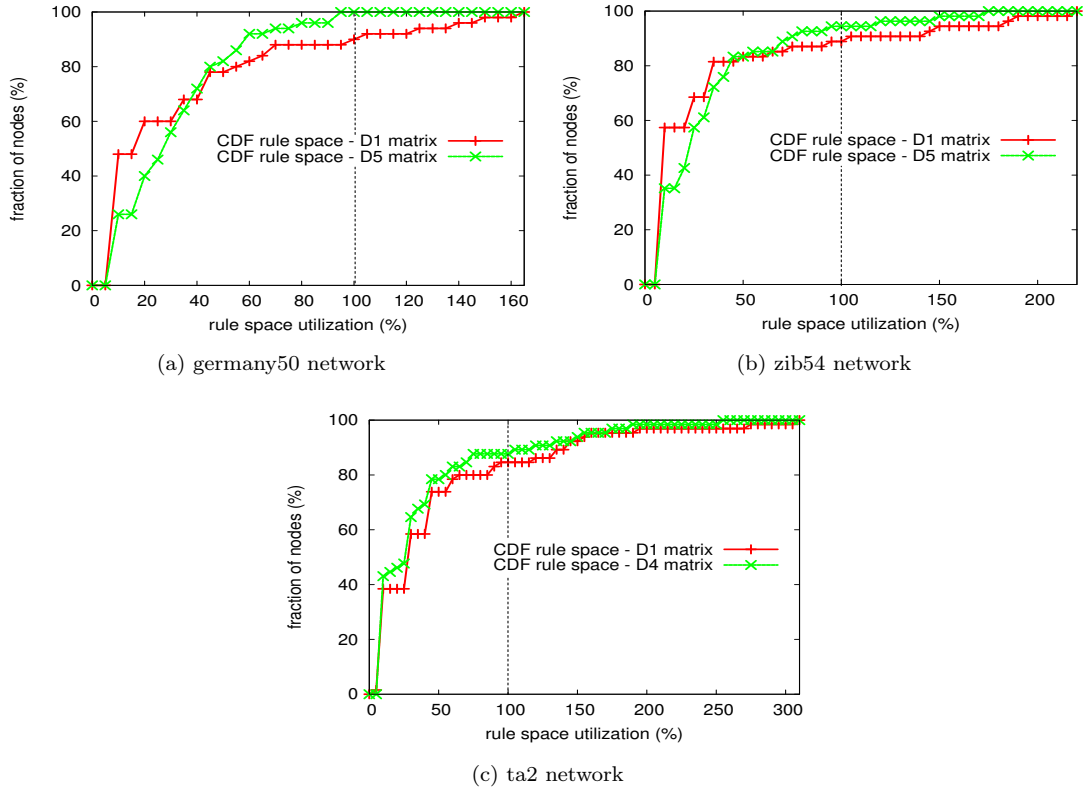 100
80
60
40
20
0
fraction of nodes (%)
CDF rule space - D1 matrix
CDF rule space - D5 matrix
0 20 40 60 80 100 120 140 160
rule space utilization (%)
(a) germany50 network
100
80
60
40
20
0
fraction of nodes (%)
CDF rule space - D1 matrix
CDF rule space - D5 matrix
0 50 100 150 200
rule space utilization (%)
(b) zib54 network
100
80
60
40
20
0
fraction of nodes (%)
CDF rule space - D1 matrix
CDF rule space - D4 matrix
0 50 100 150 200 250 300
rule space utilization (%)
(c) ta2 network